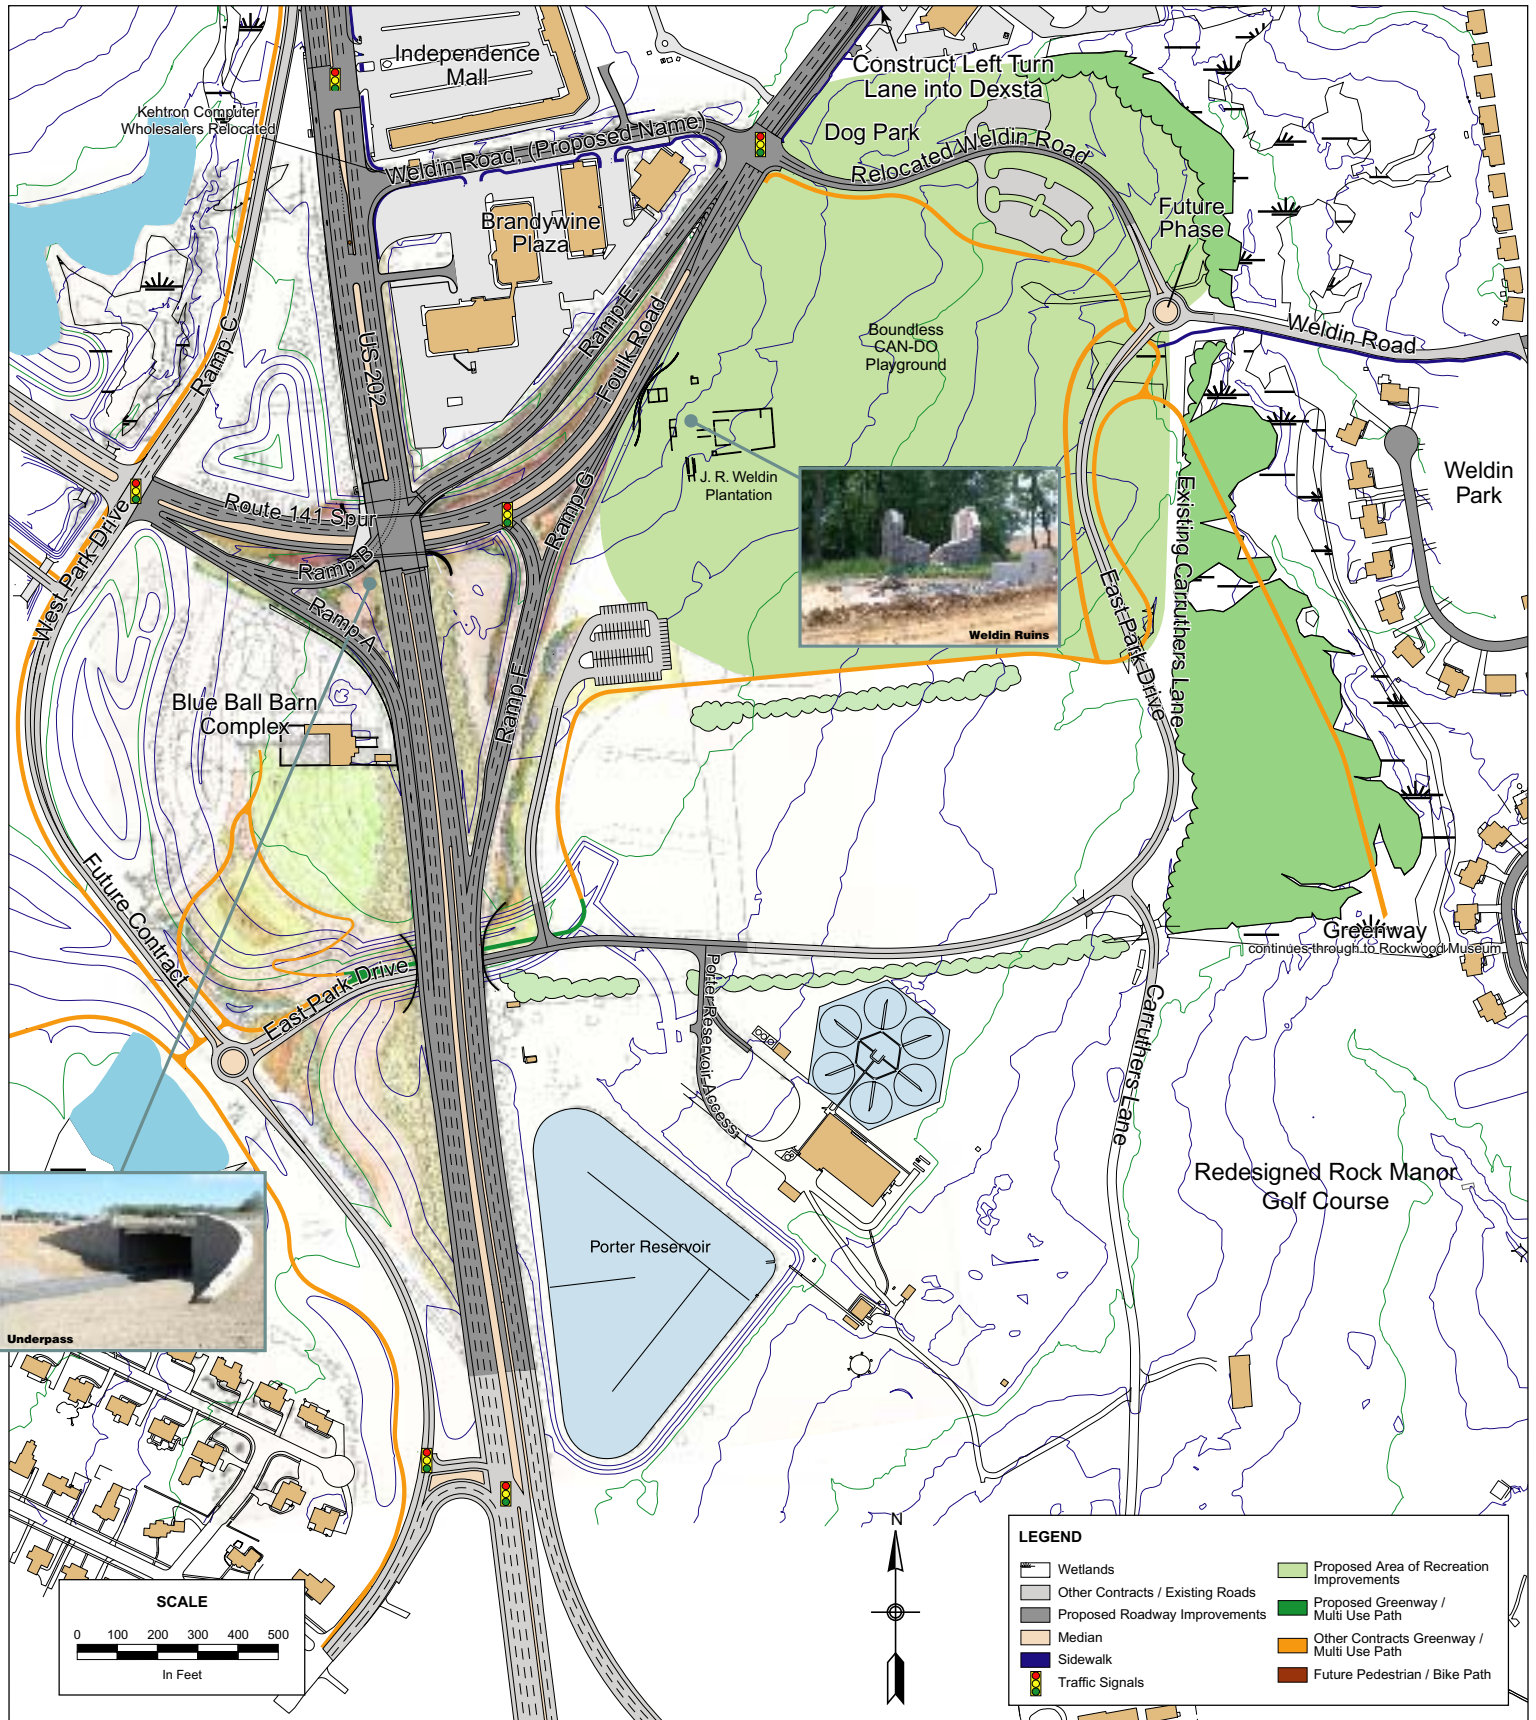 Independence
Mall
Construct Left Turn
Lane into Dexsta
Kehtron Computer
Wholesalers Relocated
Dog Park
Weldin Road, (Proposed Name)
Relocated Weldin Road
Future
Phase
Brandywine
Plaza
Ramp C
US 202
Ramp E
Foulk Road
Boundless
CAN-DO
Playground
Weldin Road
J. R. Weldin
Plantation
Weldin
Park
Route 141 Spur
Ramp G
West Park Drive
Ramp B
Ramp A
Existing Carruthers Lane
East Park Drive
Weldin Ruins
Ramp F
Blue Ball Barn
Complex
Future Contract
East Park Drive
Greenway
continues through to Rockwood Museum
Porter Reservoir Access
Carruthers Lane
Redesigned Rock Manor
Golf Course
Porter Reservoir
Underpass
N
SCALE
0 100 200 300 400 500
In Feet
LEGEND
Wetlands
Other Contracts / Existing Roads
Proposed Roadway Improvements
Median
Sidewalk
Traffic Signals
Proposed Area of Recreation
Improvements
Proposed Greenway /
Multi Use Path
Other Contracts Greenway /
Multi Use Path
Future Pedestrian / Bike Path